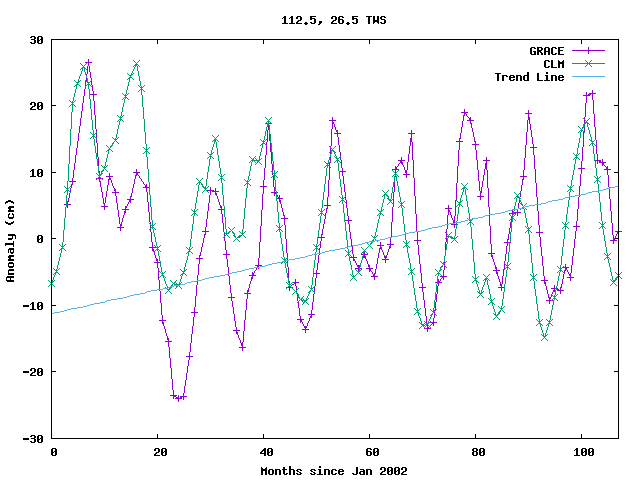 112.5, 26.5 TWS
GRACE
CLM
Trend Line
30
20
10
0
-10
-20
-30
Anomaly (cm)
0 20 40 60 80 100
Months since Jan 2002